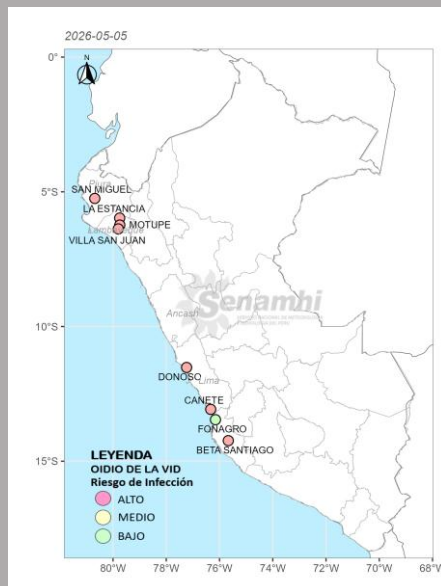 2026-05-05
N
0°
5°S
10°S
15°S
Piura
SAN MIGUEL
LA ESTANCIA
MOTUPE
Lambayeque
VILLA SAN JUAN
Senamhi
Ancash
DONOSO
Lima
CANETE
FONAGRO
BETA SANTIAGO
LEYENDA
OIDIO DE LA VID
Riesgo de Infección
ALTO
MEDIO
BAJO
80°W 78°W 76°W 74°W 72°W 70°W 68°W